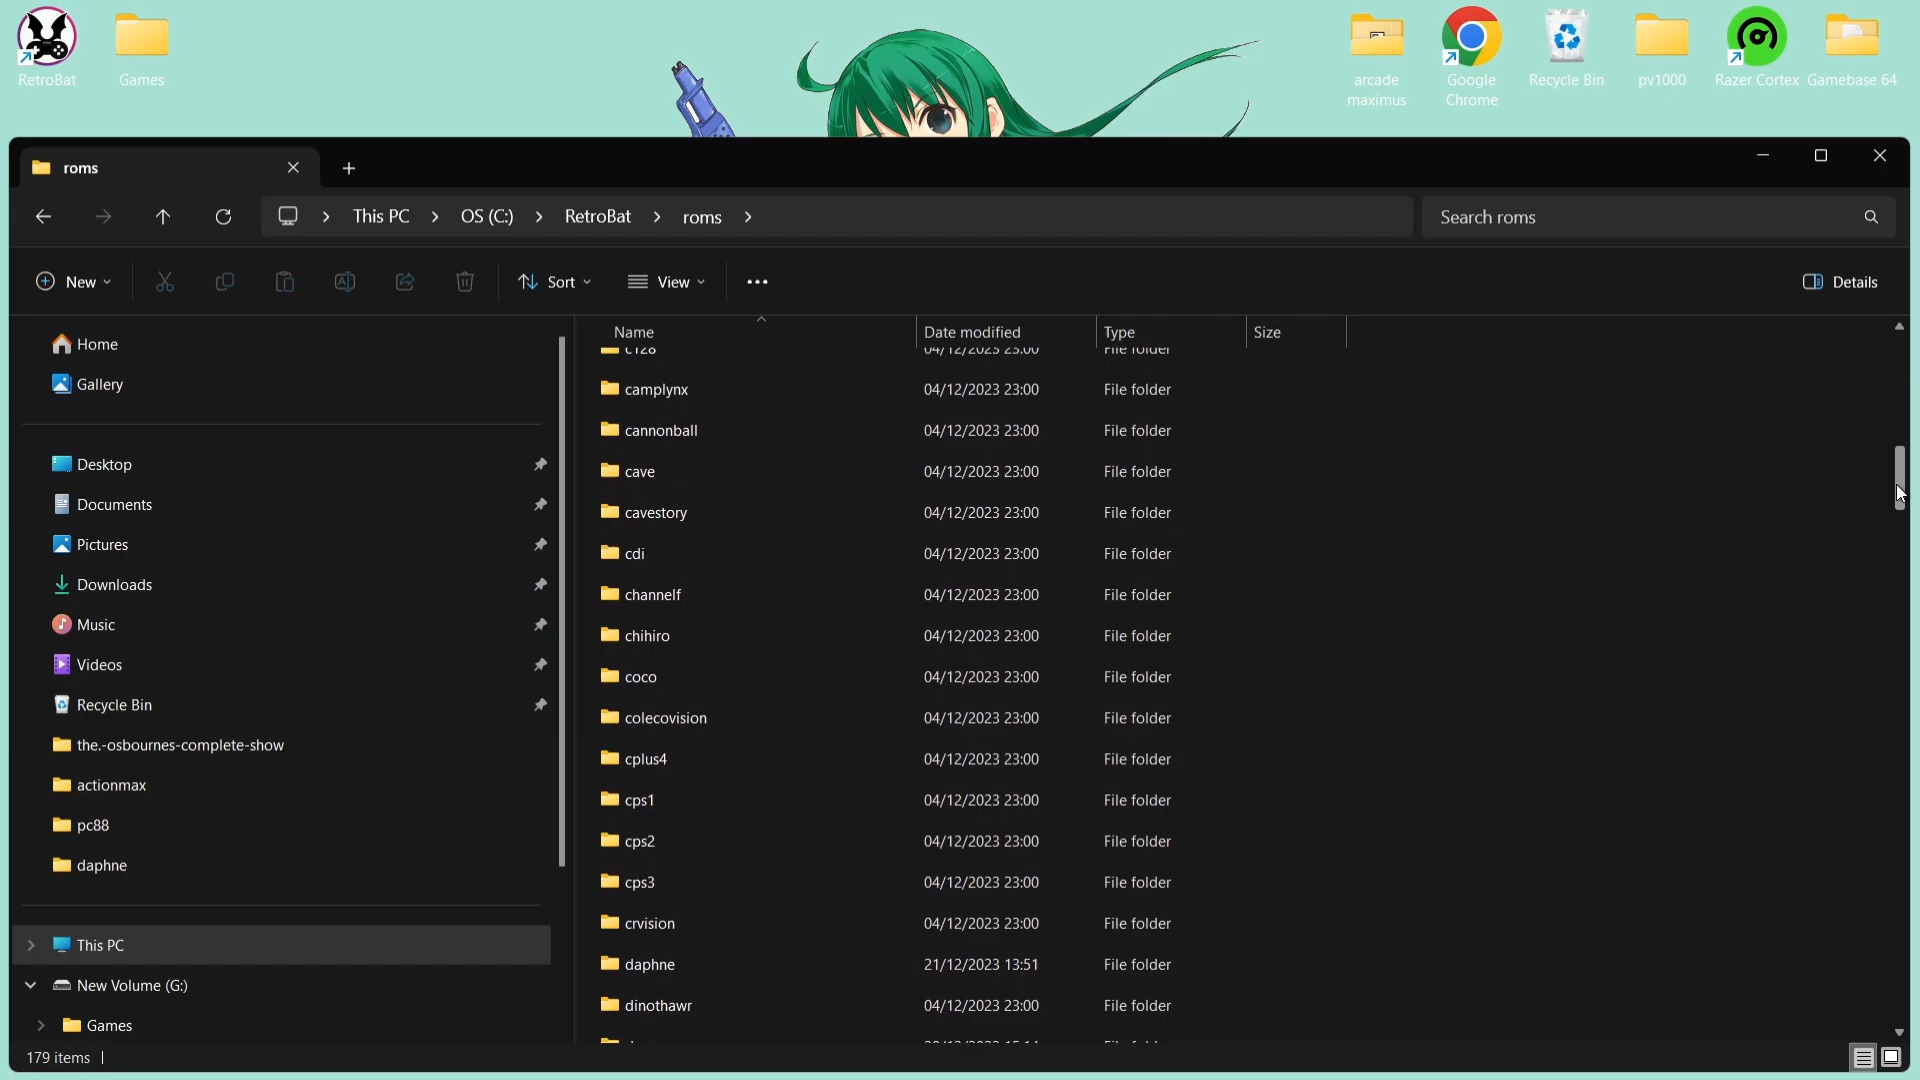 RetroBat
Games
arcade
maximus
Google
Chrome
Recycle Bin
pv1000
Razer Cortex
Gamebase 64
roms
This PC
OS (C:)
RetroBat
roms
Search roms
New
Sort
View
Details
Home
Gallery
Desktop
Documents
Pictures
Downloads
Music
Videos
Recycle Bin
the.-osbournes-complete-show
actionmax
pc88
daphne
This PC
New Volume (G:)
Games
Name Date modified Type Size
c128 04/12/2023 23:00 File folder
camplynx 04/12/2023 23:00 File folder
cannonball 04/12/2023 23:00 File folder
cave 04/12/2023 23:00 File folder
cavestory 04/12/2023 23:00 File folder
cdi 04/12/2023 23:00 File folder
channelf 04/12/2023 23:00 File folder
chihiro 04/12/2023 23:00 File folder
coco 04/12/2023 23:00 File folder
colecovision 04/12/2023 23:00 File folder
cplus4 04/12/2023 23:00 File folder
cps1 04/12/2023 23:00 File folder
cps2 04/12/2023 23:00 File folder
cps3 04/12/2023 23:00 File folder
crvision 04/12/2023 23:00 File folder
daphne 21/12/2023 13:51 File folder
dinothawr 04/12/2023 23:00 File folder
179 items